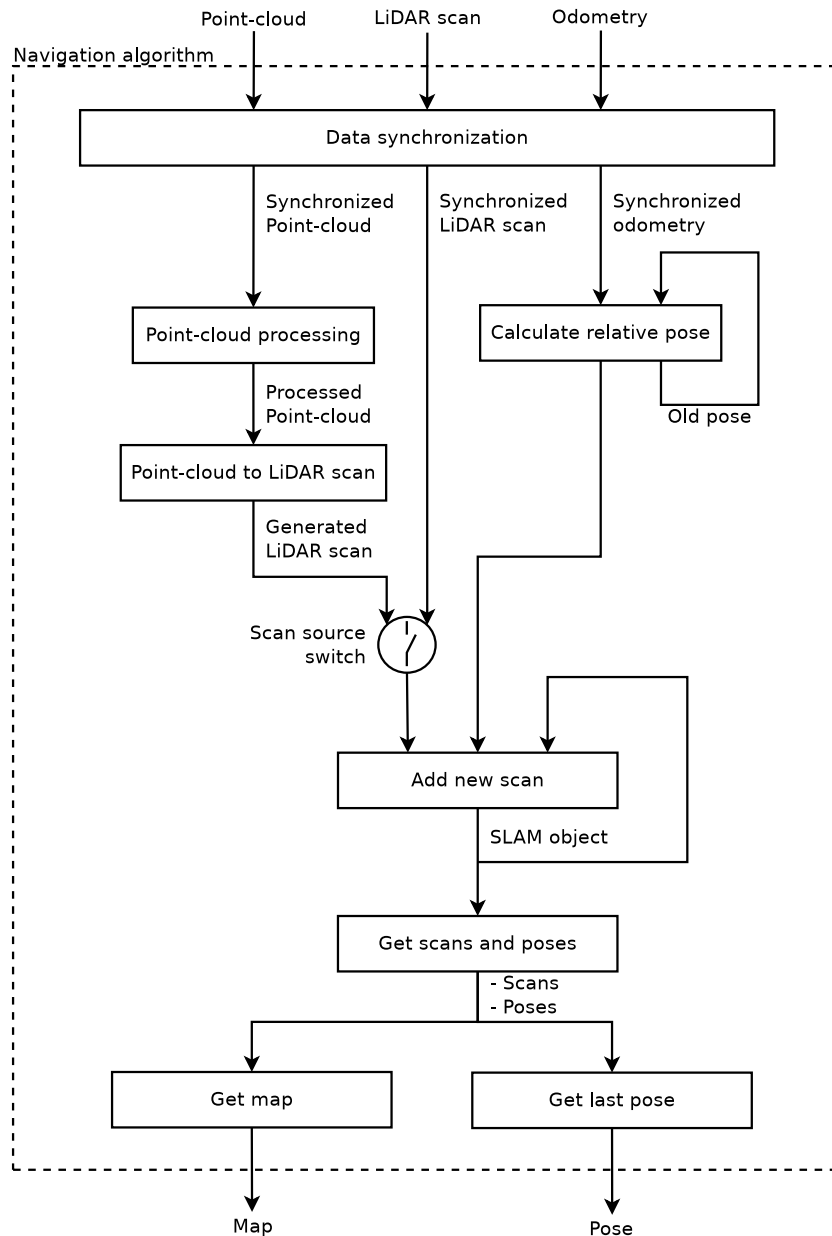 Point-cloud
LiDAR scan
Odometry
Navigation algorithm
Data synchronization
Synchronized
Point-cloud
Synchronized
LiDAR scan
Synchronized
odometry
Point-cloud processing
Calculate relative pose
Processed
Point-cloud
Old pose
Point-cloud to LiDAR scan
Generated
LiDAR scan
Scan source
switch
Add new scan
SLAM object
Get scans and poses
- Scans
- Poses
Get map
Get last pose
Map
Pose